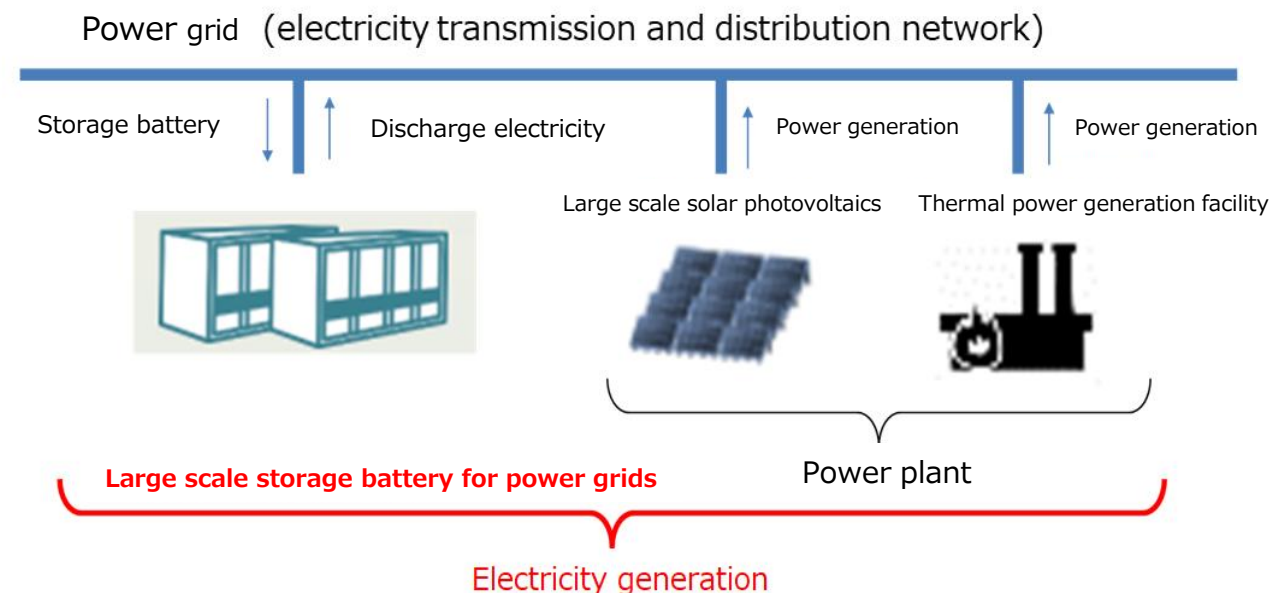 Power grid (electricity transmission and distribution network)
Storage battery
Discharge electricity
Power generation
Power generation
Large scale solar photovoltaics
Thermal power generation facility
Large scale storage battery for power grids
Power plant
Electricity generation